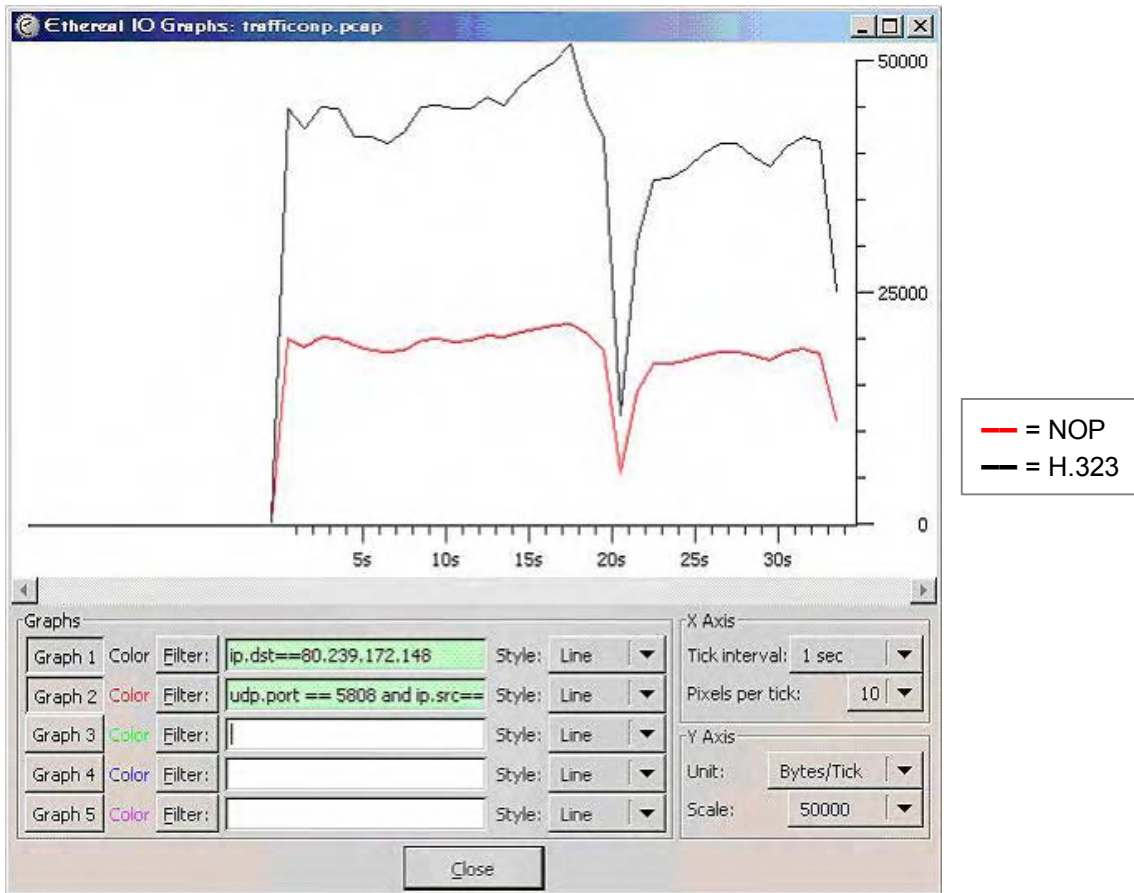 Ethereal IO Graphs: trafficonp.pcap
50000
25000
0
5s 10s 15s 20s 25s 30s
= NOP
= H.323
Graphs
Graph 1 Color Filter: ip.dst==80.239.172.148 Style: Line
Graph 2 Color Filter: udp.port == 5808 and ip.src== Style: Line
Graph 3 Color Filter: Style: Line
Graph 4 Color Filter: Style: Line
Graph 5 Color Filter: Style: Line
X Axis
Tick interval: 1 sec
Pixels per tick: 10
Y Axis
Unit: Bytes/Tick
Scale: 50000
Close